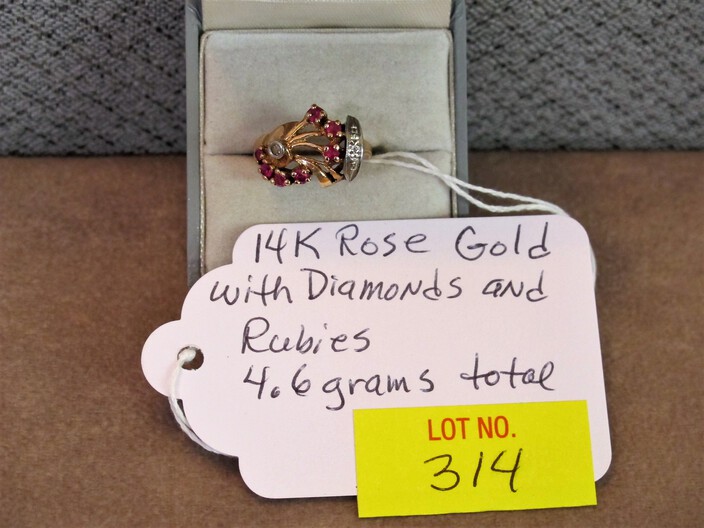 14K Rose Gold
with Diamonds and
Rubies
4.6 grams total
LOT NO.
314